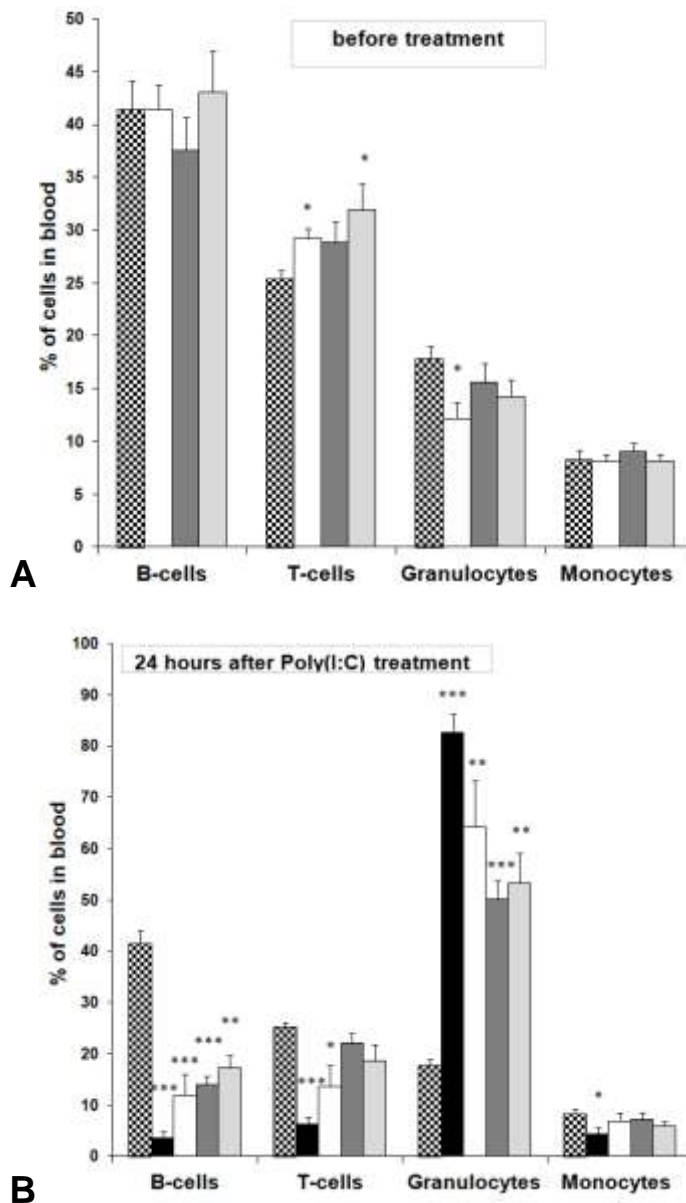 before treatment
% of cells in blood
50
45
40
35
30
25
20
15
10
5
0
*
*
*
B-cells T-cells Granulocytes Monocytes
A
24 hours after Poly(I:C) treatment
% of cells in blood
100
90
80
70
60
50
40
30
20
10
0
*** *** *** **
*** *
*** ** *** **
*
B-cells T-cells Granulocytes Monocytes
B